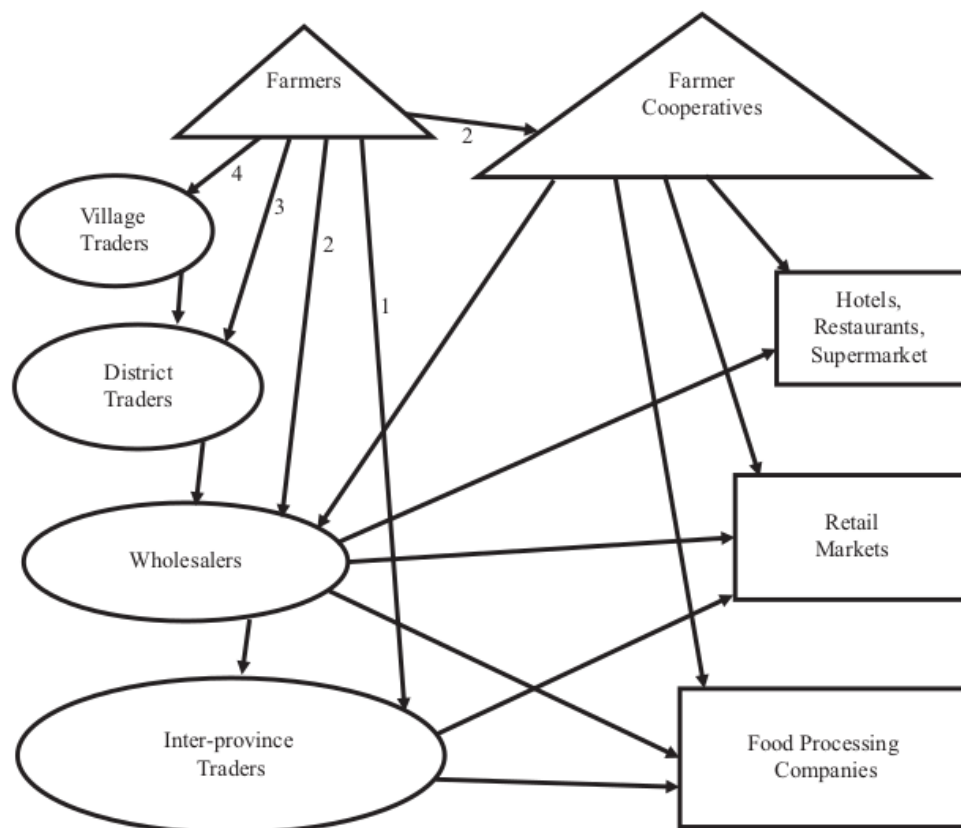 Farmers
Farmer
Cooperatives
2
4
3
2
1
Village
Traders
Hotels,
Restaurants,
Supermarket
District
Traders
Retail
Markets
Wholesalers
Inter-province
Traders
Food Processing
Companies